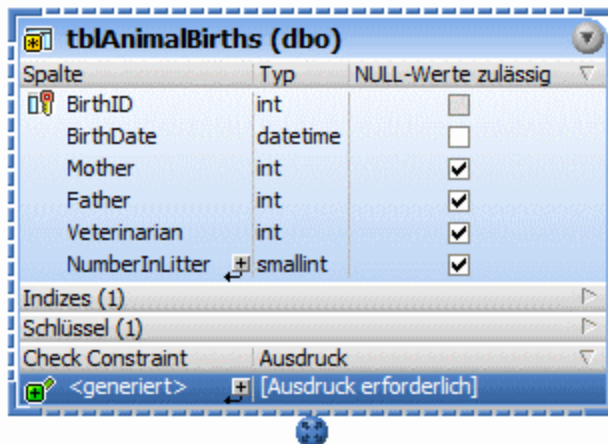 tblAnimalBirths (dbo)
Spalte Typ NULL-Werte zulässig
BirthID int
BirthDate datetime
Mother int
Father int
Veterinarian int
NumberInLitter smallint
Indizes (1)
Schlüssel (1)
Check Constraint Ausdruck
<generiert> [Ausdruck erforderlich]